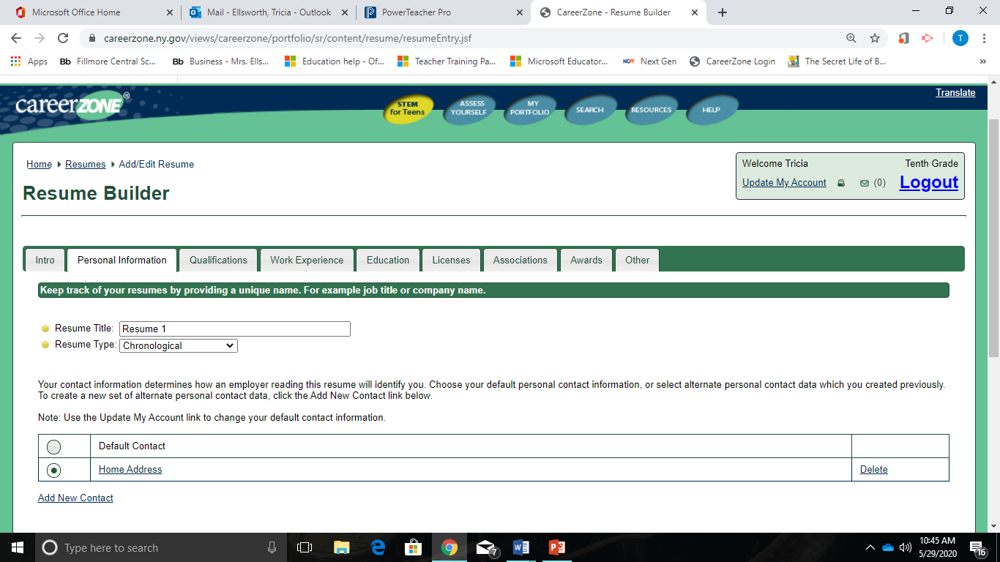 Microsoft Office Home
Mail - Ellsworth, Tricia - Outlook
PowerTeacher Pro
CareerZone - Resume Builder
careerzone.ny.gov/views/careerzone/portfolio/sr/content/resume/resumeEntry.jsf
T
Apps
Bb Fillmore Central Sc...
Bb Business - Mrs. Ells...
Education help - Of...
Teacher Training Pa...
Microsoft Educator...
NGPF Next Gen
CareerZone Login
The Secret Life of B...
Translate
careerZONE®
STEM for Teens
ASSESS YOURSELF
MY PORTFOLIO
SEARCH
RESOURCES
HELP
Home Resumes Add/Edit Resume
Welcome Tricia Tenth Grade
Update My Account (0) Logout
Resume Builder
Intro Personal Information Qualifications Work Experience Education Licenses Associations Awards Other
Keep track of your resumes by providing a unique name. For example job title or company name.
Resume Title: Resume 1
Resume Type: Chronological
Your contact information determines how an employer reading this resume will identify you. Choose your default personal contact information, or select alternate personal contact data which you created previously.
To create a new set of alternate personal contact data, click the Add New Contact link below.
Note: Use the Update My Account link to change your default contact information.
Default Contact
Home Address Delete
Add New Contact
Type here to search
7
10:45 AM
5/29/2020
16